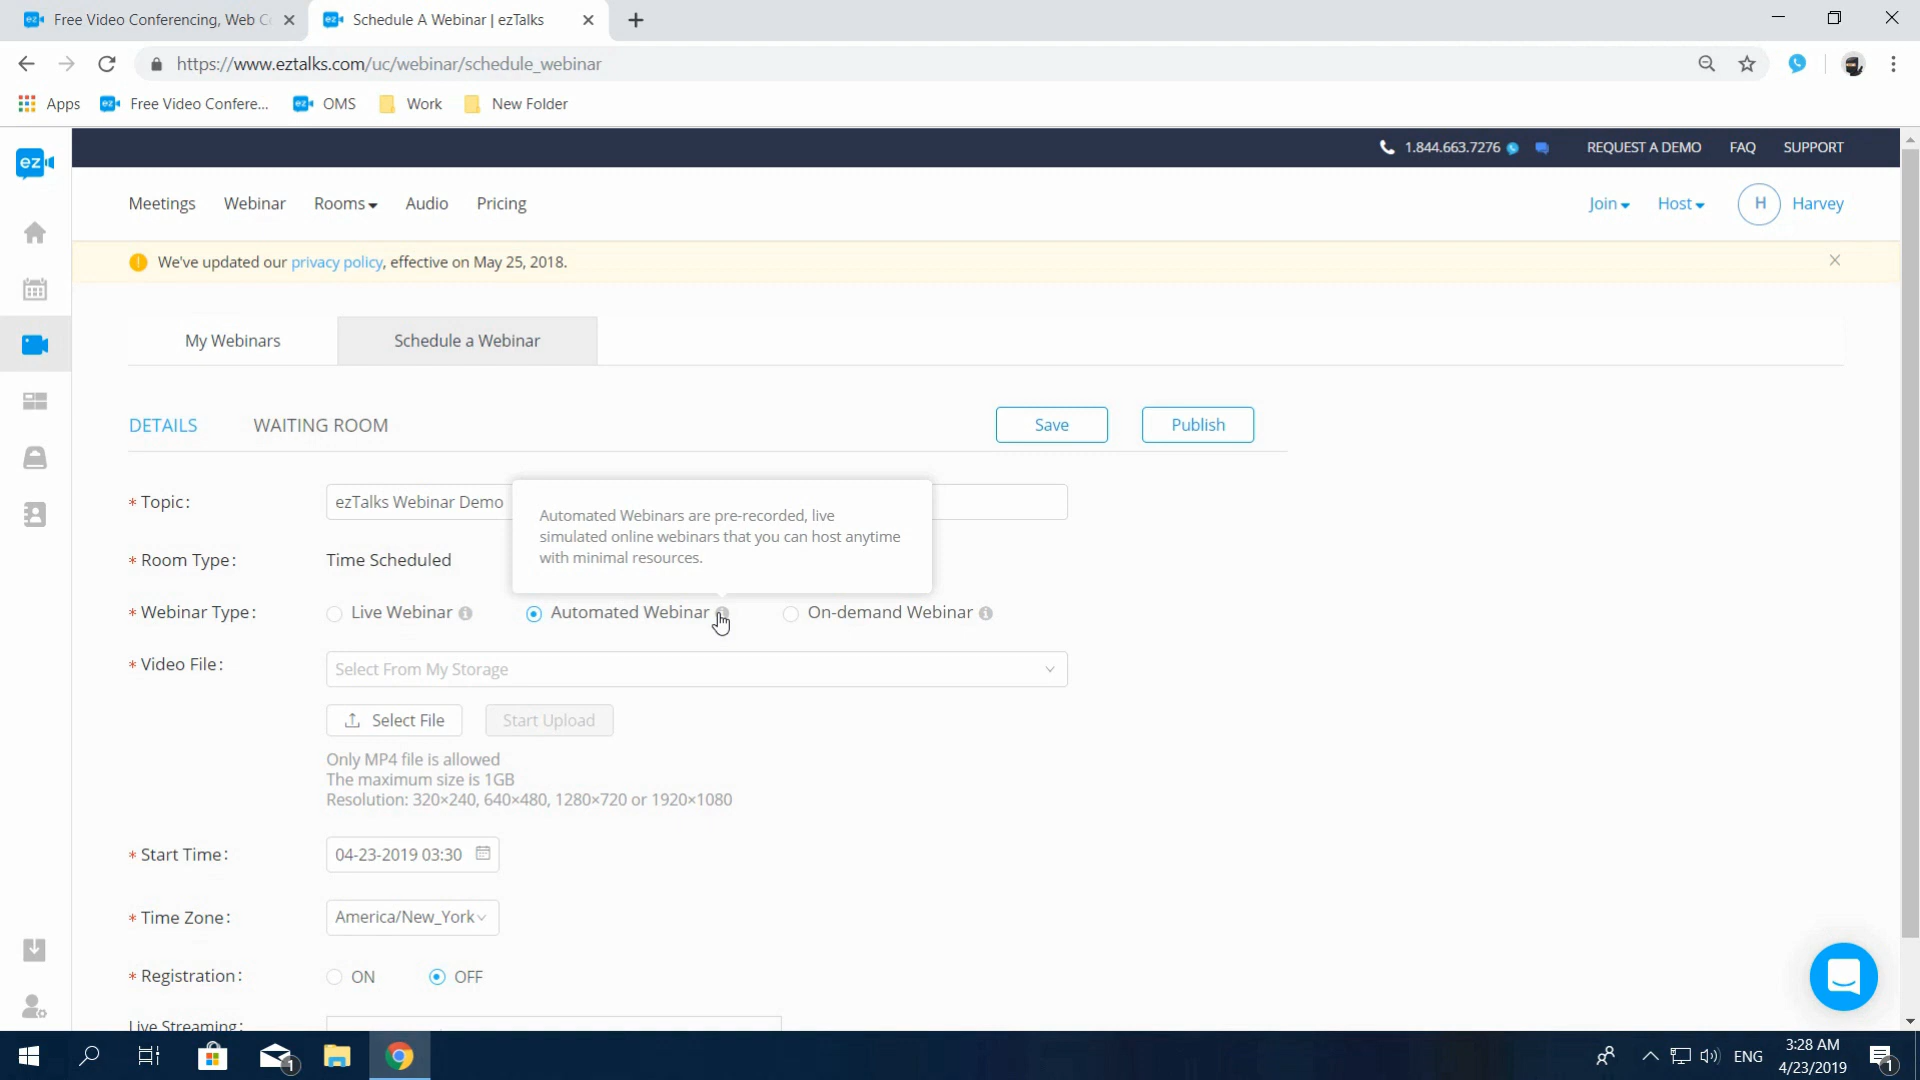 Free Video Conferencing, Web C
Schedule A Webinar | ezTalks
https://www.eztalks.com/uc/webinar/schedule_webinar
Apps
Free Video Confere...
OMS
Work
New Folder
ez
1.844.663.7276
REQUEST A DEMO
FAQ
SUPPORT
Meetings
Webinar
Rooms
Audio
Pricing
Join
Host
H
Harvey
We've updated our privacy policy, effective on May 25, 2018.
My Webinars
Schedule a Webinar
DETAILS
WAITING ROOM
Save
Publish
* Topic:
ezTalks Webinar Demo
Automated Webinars are pre-recorded, live
simulated online webinars that you can host anytime
with minimal resources.
* Room Type:
Time Scheduled
* Webinar Type:
Live Webinar
Automated Webinar
On-demand Webinar
* Video File:
Select From My Storage
Select File
Start Upload
Only MP4 file is allowed
The maximum size is 1GB
Resolution: 320×240, 640×480, 1280×720 or 1920×1080
* Start Time:
04-23-2019 03:30
* Time Zone:
America/New_York
* Registration:
ON
OFF
Live Streaming:
1
ENG
3:28 AM
4/23/2019
1